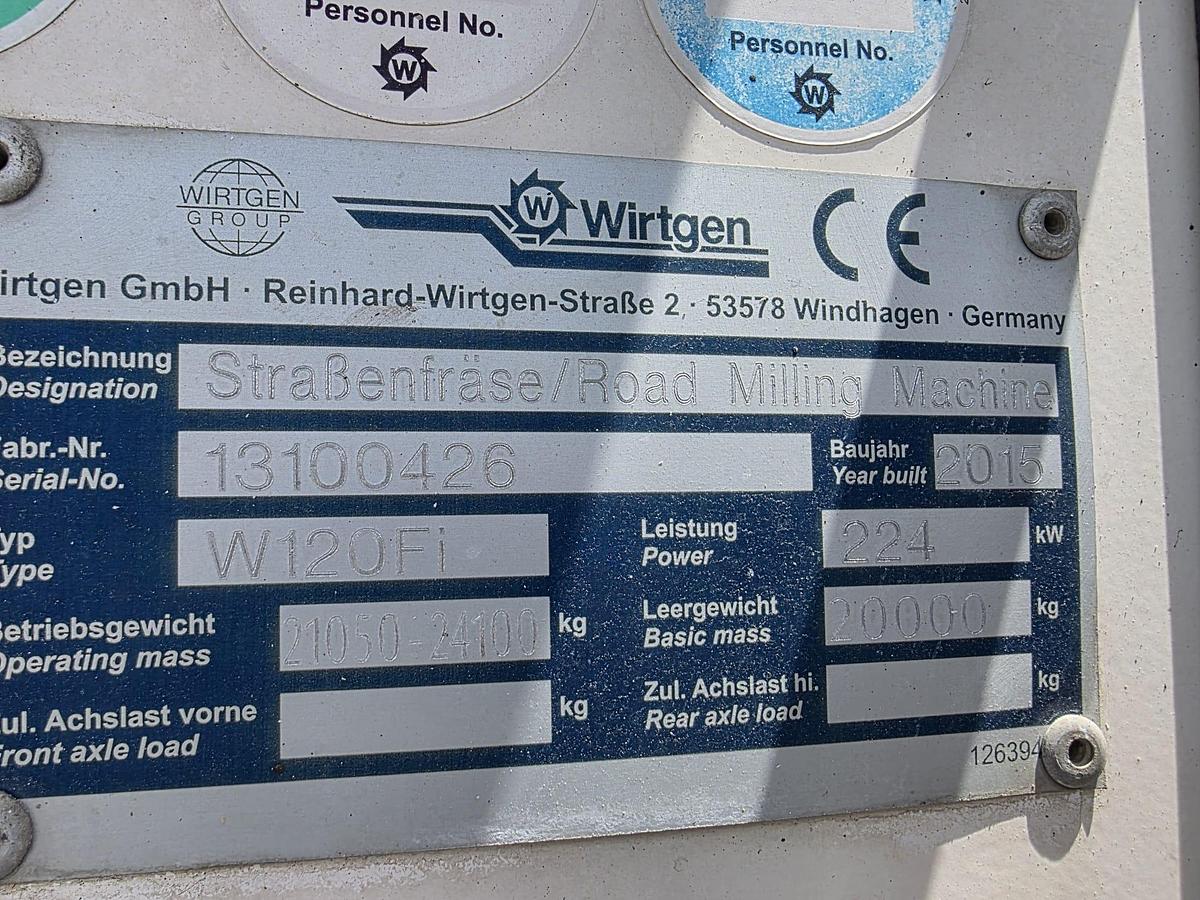 Personnel No.
W
Personnel No.
W
WIRTGEN
GROUP
W Wirtgen
CE
irtgen GmbH · Reinhard-Wirtgen-Straße 2, · 53578 Windhagen · Germany
Bezeichnung
Designation
Straßenfräse/Road Milling Machine
abr.-Nr.
Serial-No.
13100426
Baujahr
Year built
2015
yp
Type
W120Fi
Leistung
Power
224 kW
Betriebsgewicht
Operating mass
21050-24100 kg
Leergewicht
Basic mass
20000 kg
ul. Achslast vorne
Front axle load
kg
Zul. Achslast hi.
Rear axle load
kg
126394